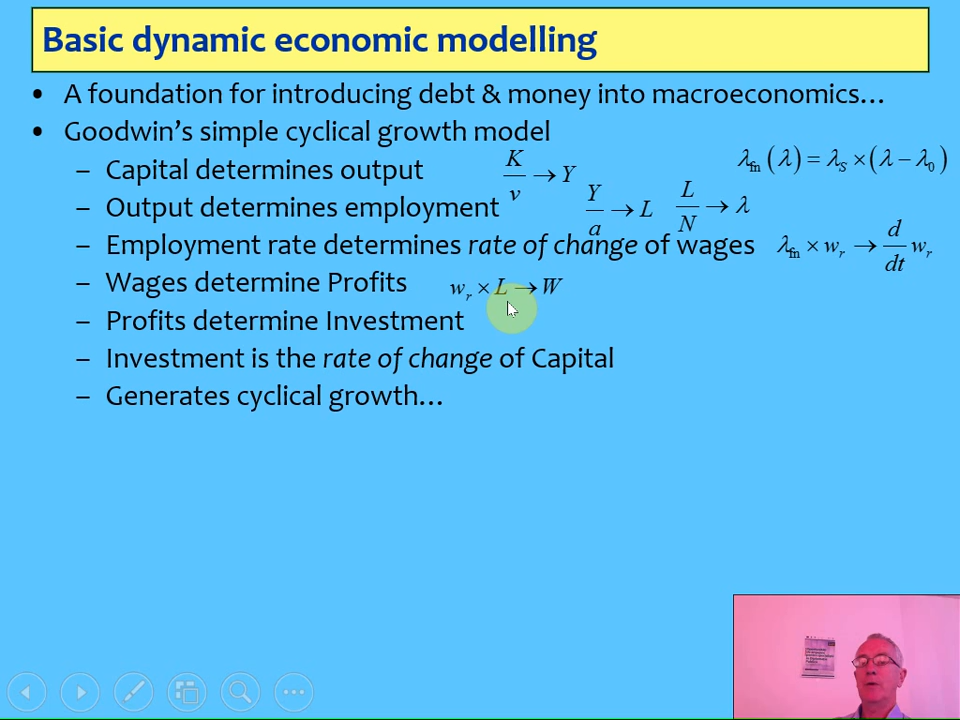 Basic dynamic economic modelling
• A foundation for introducing debt & money into macroeconomics…
• Goodwin’s simple cyclical growth model
– Capital determines output K/v → Y λfn(λ) = λS × (λ – λ0)
– Output determines employment Y/a → L L/N → λ
– Employment rate determines rate of change of wages λfn × wr → d/dt wr
– Wages determine Profits wr × L → W
– Profits determine Investment
– Investment is the rate of change of Capital
– Generates cyclical growth…